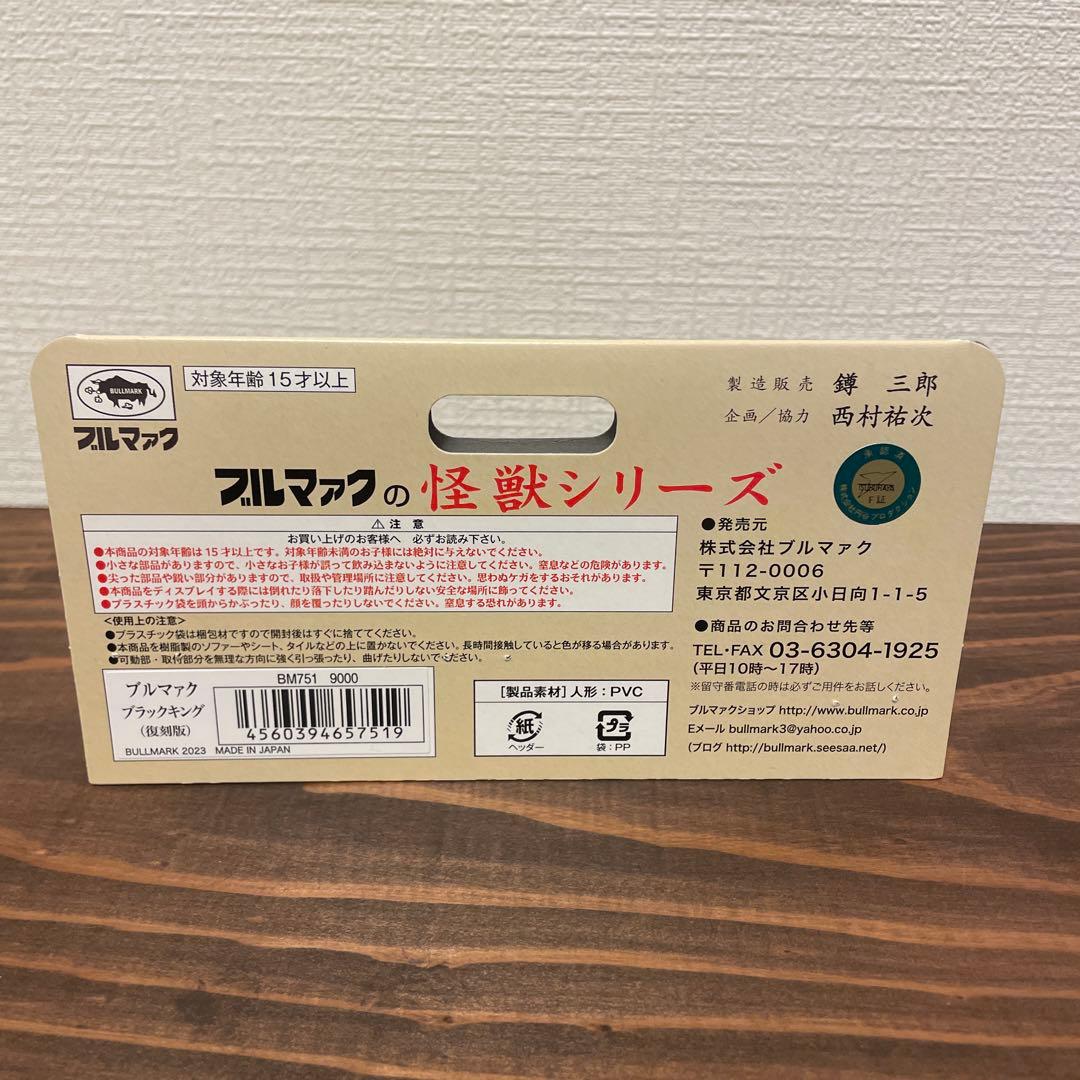 BULLMARK
ブルマァク
対象年齢15才以上
製造販売 鐏 三郎
企画／協力 西村祐次
ブルマァクの怪獣シリーズ
承認済
TSUBURAYA
F証
株式会社円谷プロダクション
⚠注 意
お買い上げのお客様へ 必ずお読み下さい。
●本商品の対象年齢は15才以上です。対象年齢未満のお子様には絶対に与えないでください。
●小さな部品がありますので、小さなお子様が誤って飲み込まないように注意してください。窒息などの危険があります。
●尖った部品や鋭い部分がありますので、取扱や管理場所に注意してください。思わぬケガをするおそれがあります。
●本商品をディスプレイする際には倒れたり落下したり踏んだりしない安全な場所に飾ってください。
●プラスチック袋を頭からかぶったり、顔を覆ったりしないでください。窒息する恐れがあります。
<使用上の注意>
●プラスチック袋は梱包材ですので開封後はすぐに捨ててください。
●本商品を樹脂製のソファーやシート、タイルなどの上に置かないでください。長時間接触していると色が移る場合があります。
●可動部・取付部分を無理な方向に強く引っ張ったり、曲げたりしないでください。
ブルマァク
ブラックキング
(復刻版)
BM751 9000
4560394657519
BULLMARK 2023 MADE IN JAPAN
[製品素材]人形：PVC
紙
ヘッダー
プラ
袋：PP
●発売元
株式会社ブルマァク
〒112-0006
東京都文京区小日向1-1-5
●商品のお問合わせ先等
TEL・FAX 03-6304-1925
(平日10時〜17時)
※留守番電話の時は必ずご用件をお話しください。
ブルマァクショップ http://www.bullmark.co.jp
Eメール bullmark3@yahoo.co.jp
(ブログ http://bullmark.seesaa.net/)